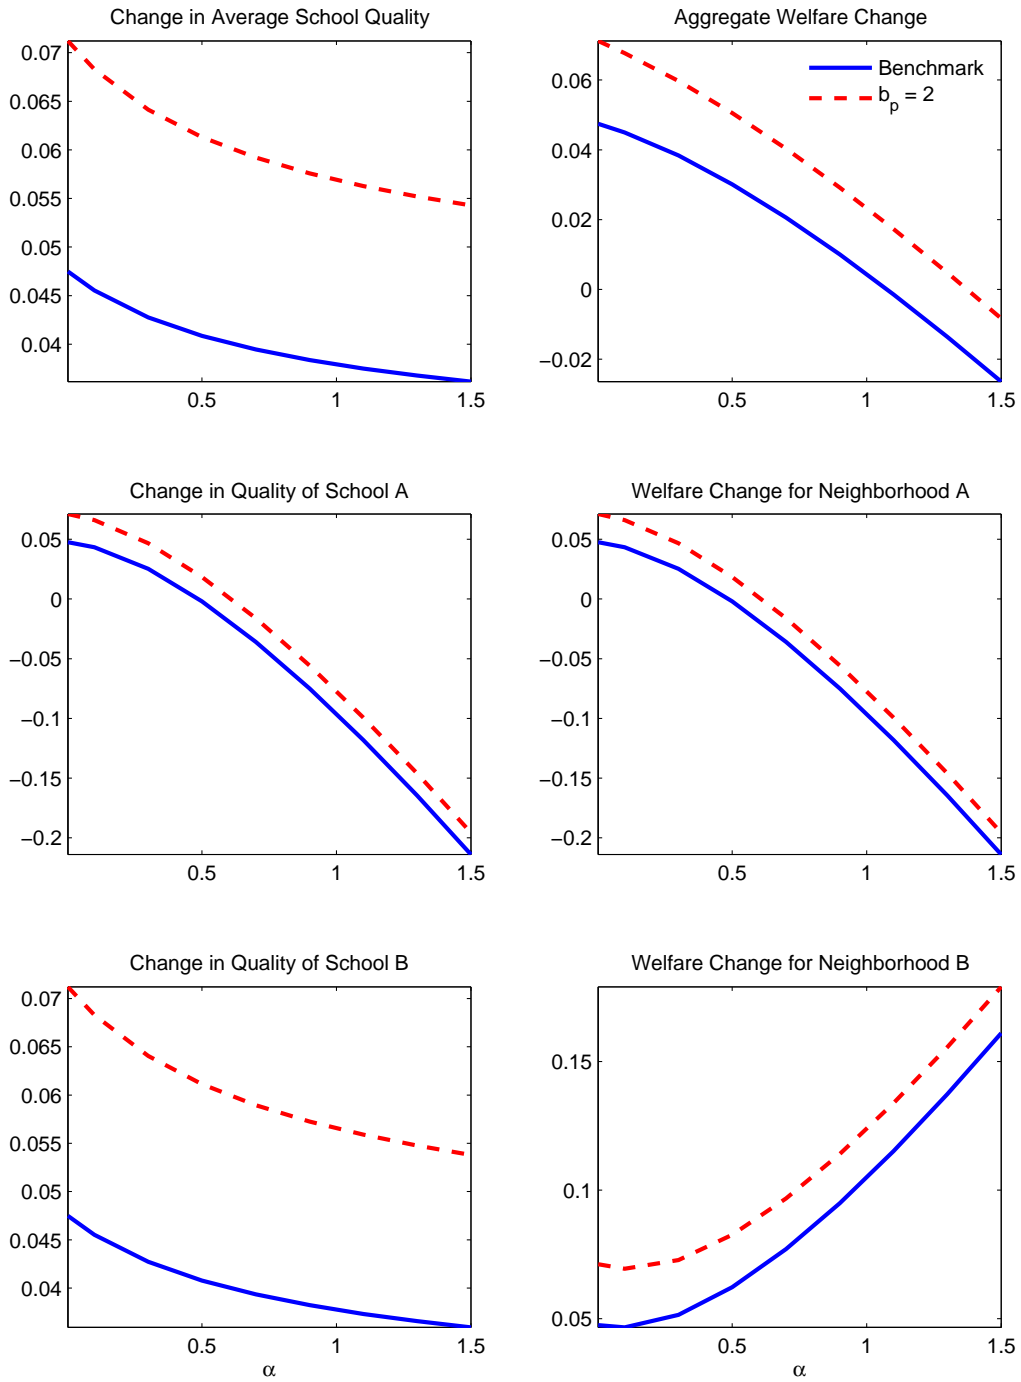 Change in Average School Quality
0.07
0.065
0.06
0.055
0.05
0.045
0.04
0.5 1 1.5
Aggregate Welfare Change
Benchmark
b_p = 2
0.06
0.04
0.02
0
−0.02
0.5 1 1.5
Change in Quality of School A
0.05
0
−0.05
−0.1
−0.15
−0.2
0.5 1 1.5
Welfare Change for Neighborhood A
0.05
0
−0.05
−0.1
−0.15
−0.2
0.5 1 1.5
Change in Quality of School B
0.07
0.065
0.06
0.055
0.05
0.045
0.04
0.5 1 1.5
α
Welfare Change for Neighborhood B
0.15
0.1
0.05
0.5 1 1.5
α